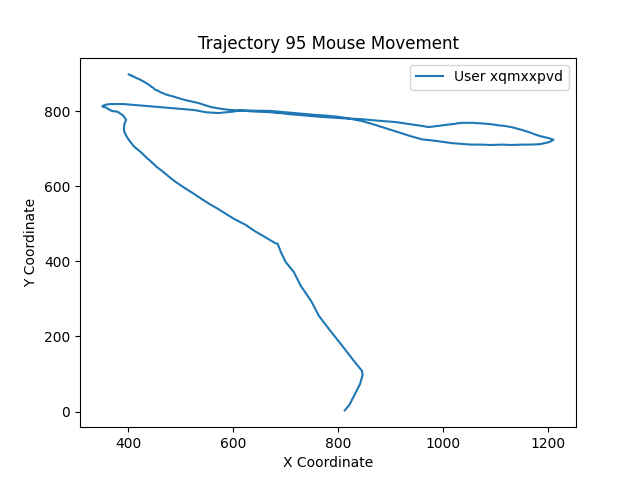 Trajectory 95 Mouse Movement
User xqmxxpvd
Y Coordinate
800
600
400
200
0
400 600 800 1000 1200
X Coordinate